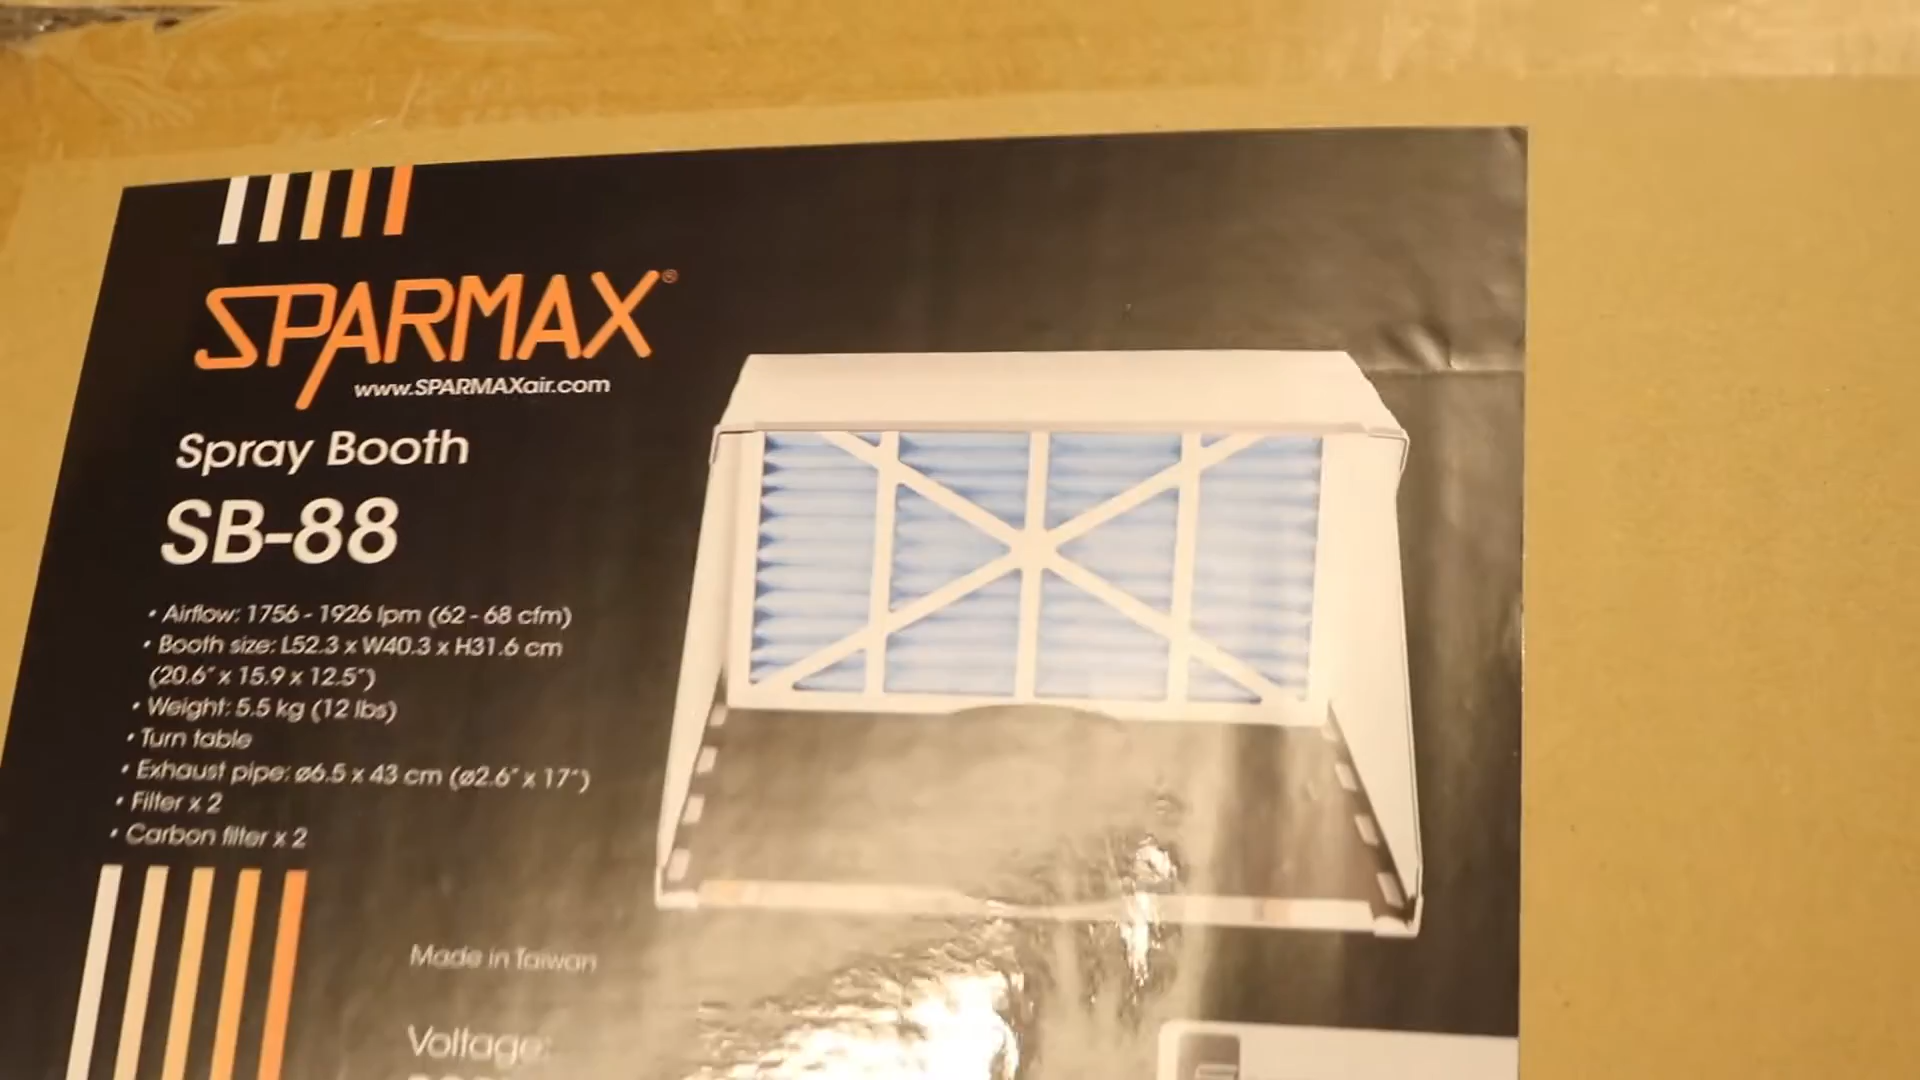 SPARMAX®
www.SPARMAXair.com
Spray Booth
SB-88
• Airflow: 1756 - 1926 lpm (62 - 68 cfm)
• Booth size: L52.3 x W40.3 x H31.6 cm
(20.6" x 15.9 x 12.5")
• Weight: 5.5 kg (12 lbs)
• Turn table
• Exhaust pipe: ø6.5 x 43 cm (ø2.6" x 17")
• Filter x 2
• Carbon filter x 2
Made in Taiwan
Voltage: